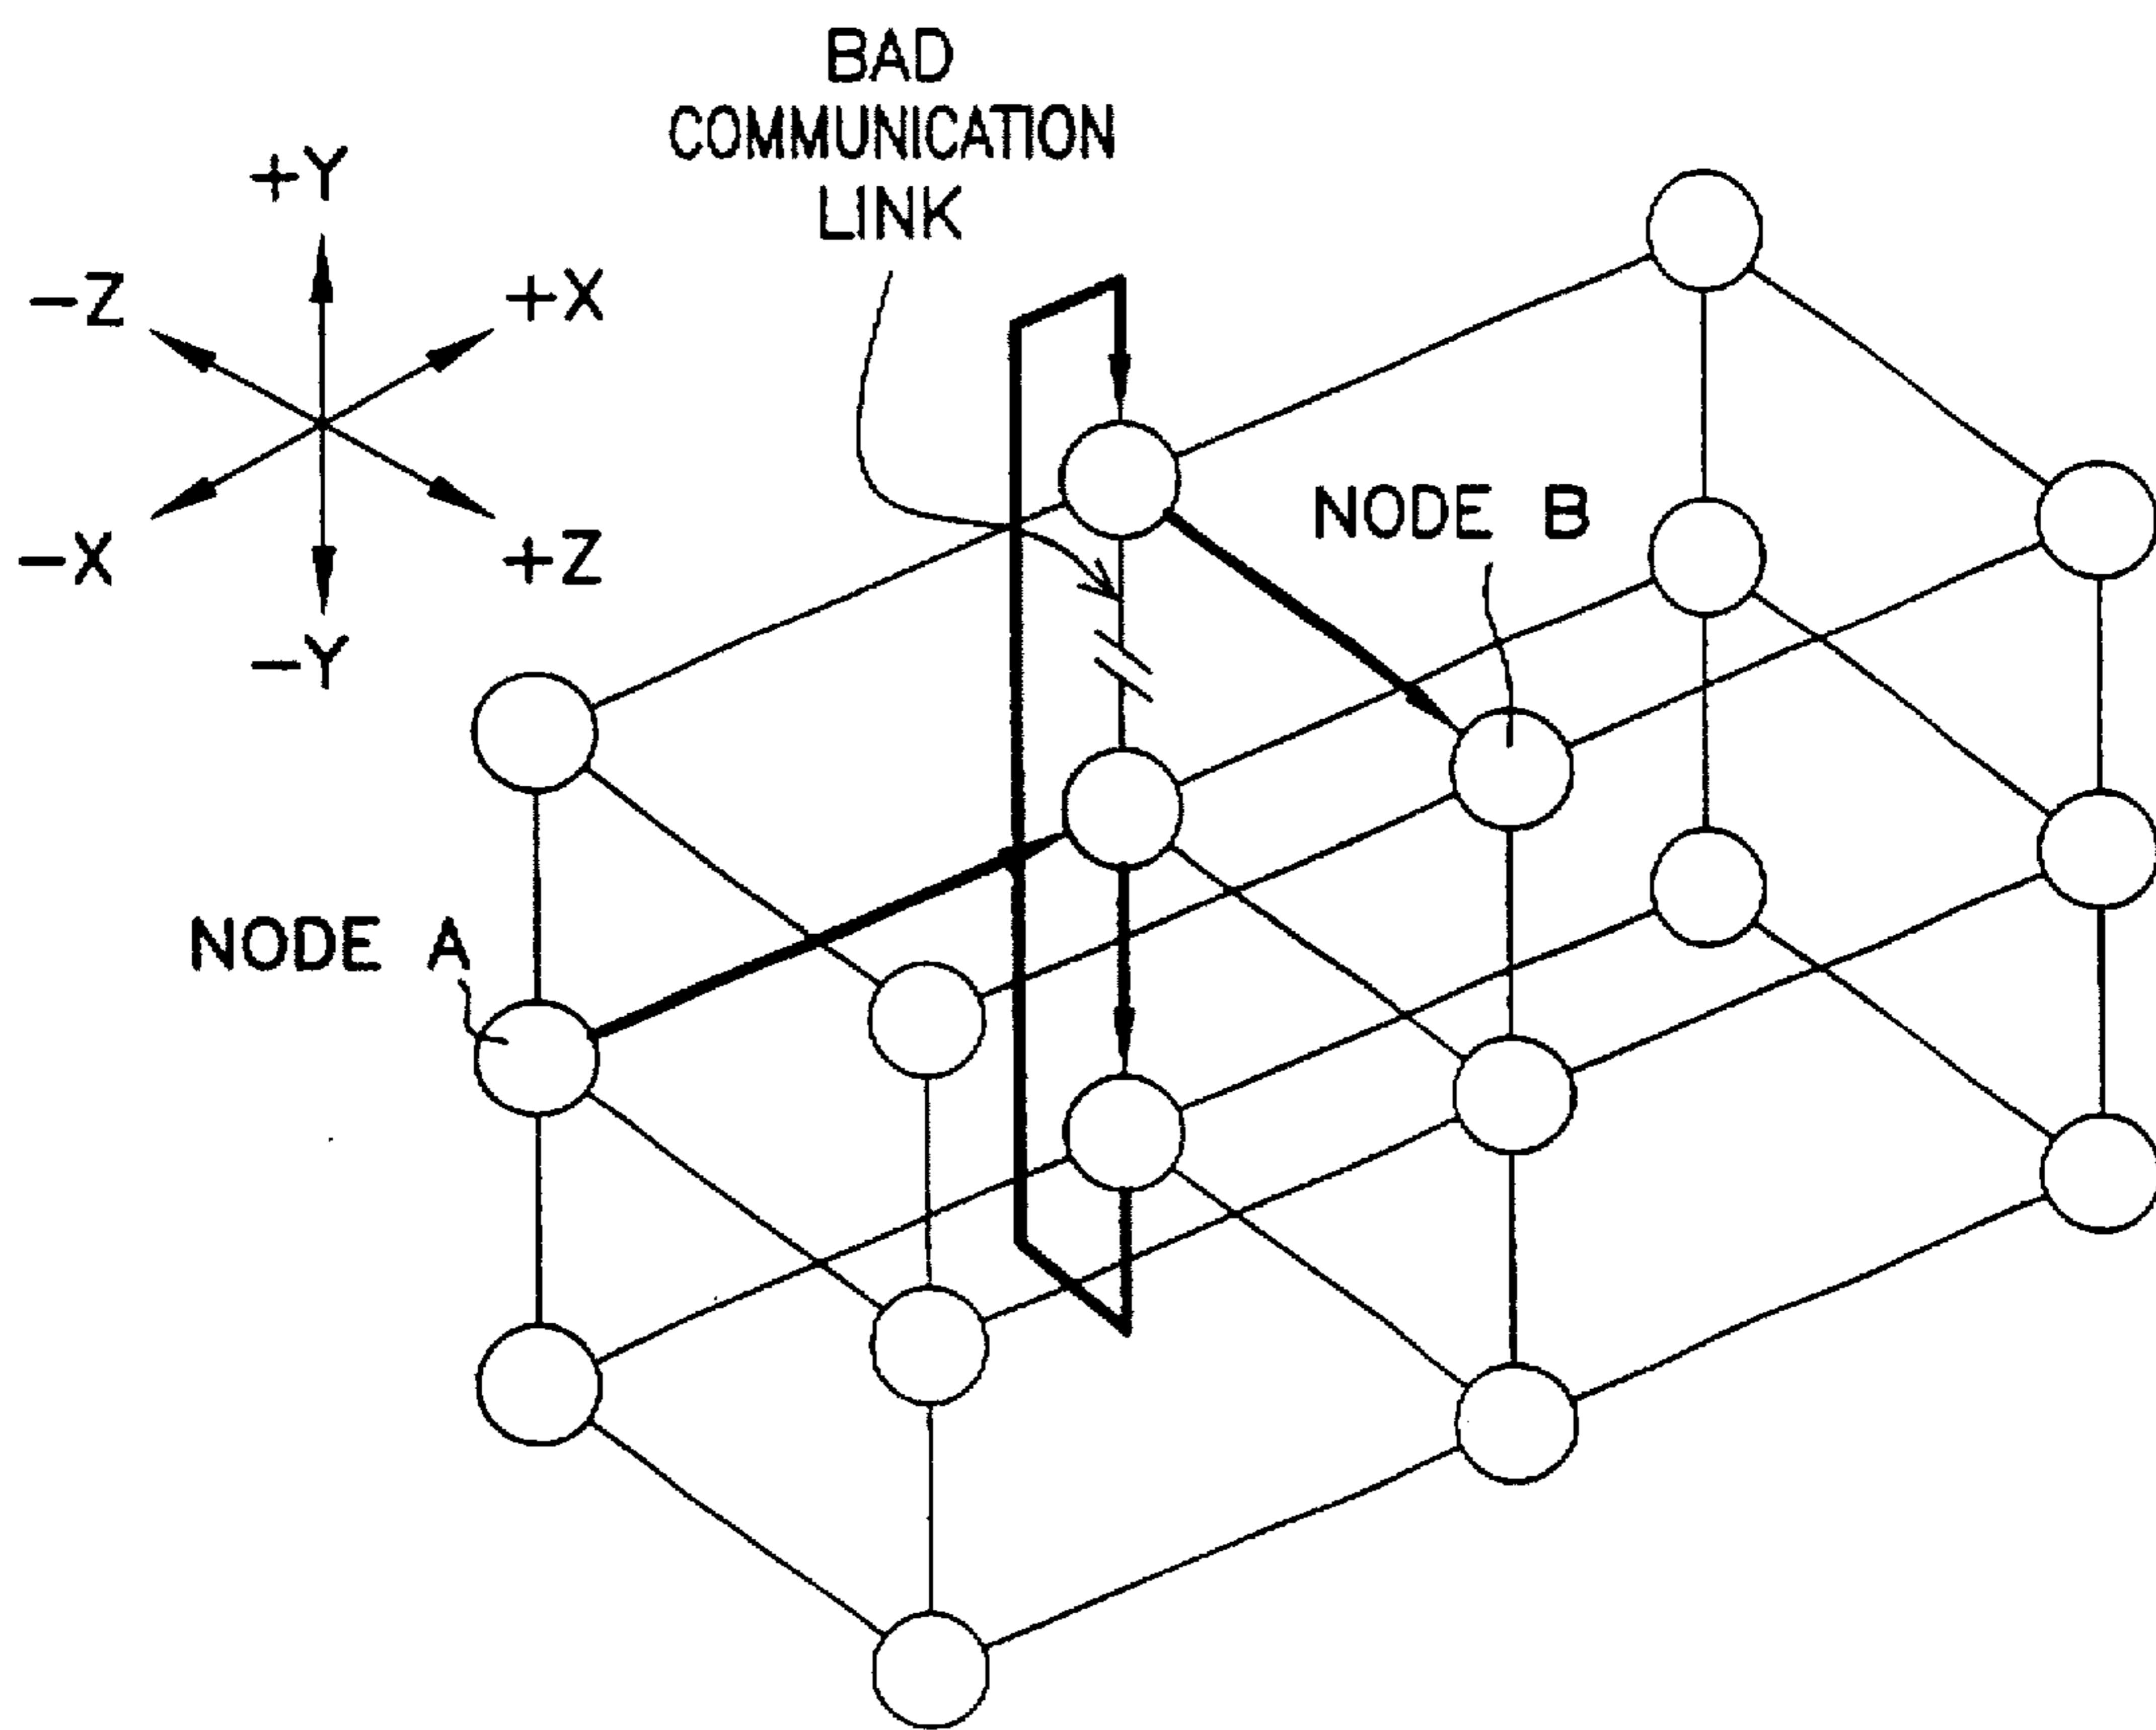 BAD
COMMUNICATION
LINK
+Y
-Z
+X
-X
+Z
-Y
NODE B
NODE A